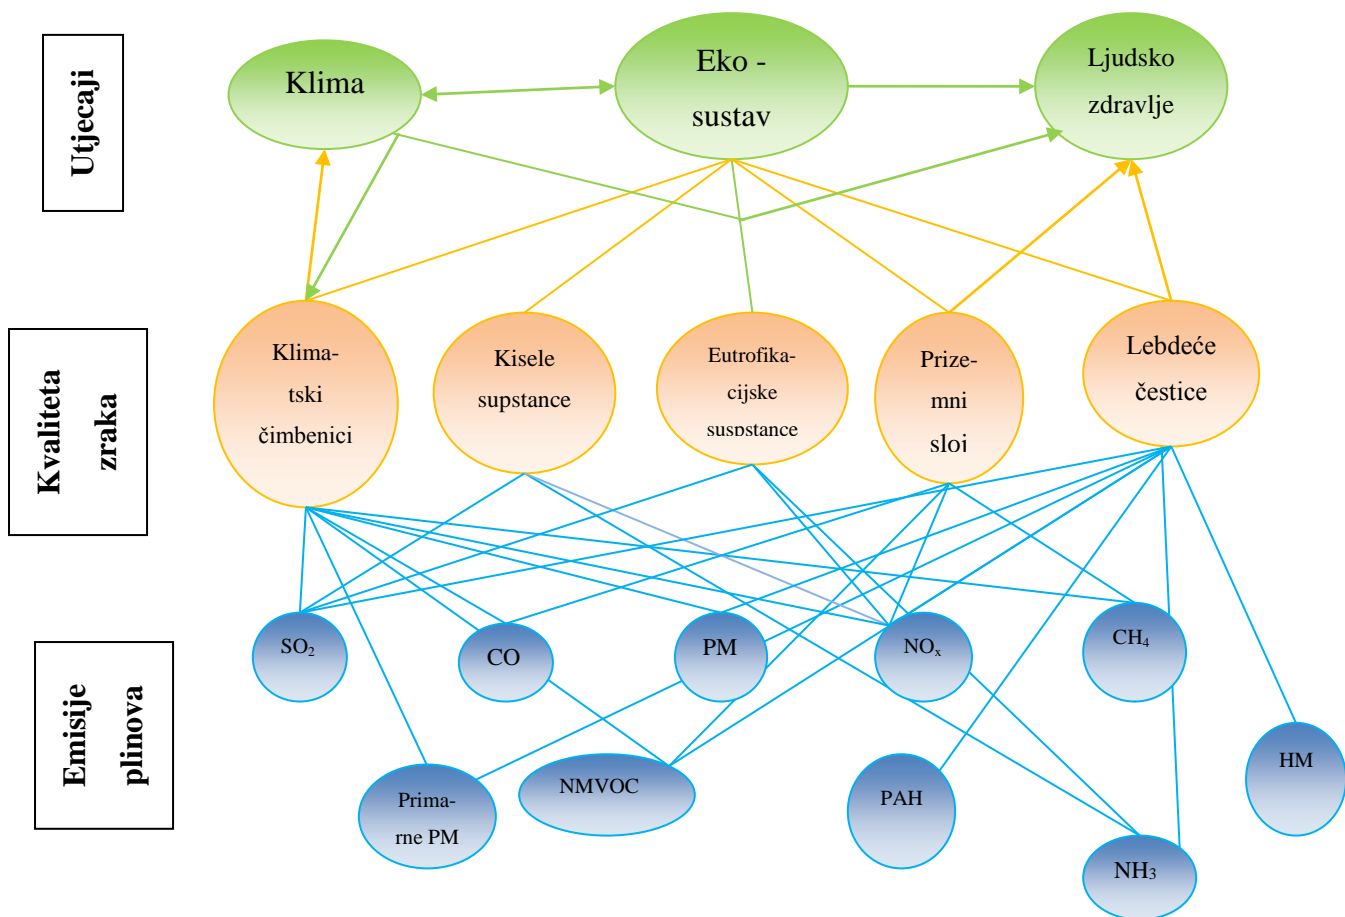 Utjecaji
Klima
Eko -
sustav
Ljudsko
zdravlje
Kvaliteta
zraka
Klima-
tski
čimbenici
Kisele
supstance
Eutrofika-
cijske
suspstance
Prize-
mni
sloj
Lebdeće
čestice
Emisije
plinova
SO₂
CO
PM
NOₓ
CH₄
Prima-
rne PM
NMVOC
PAH
NH₃
HM